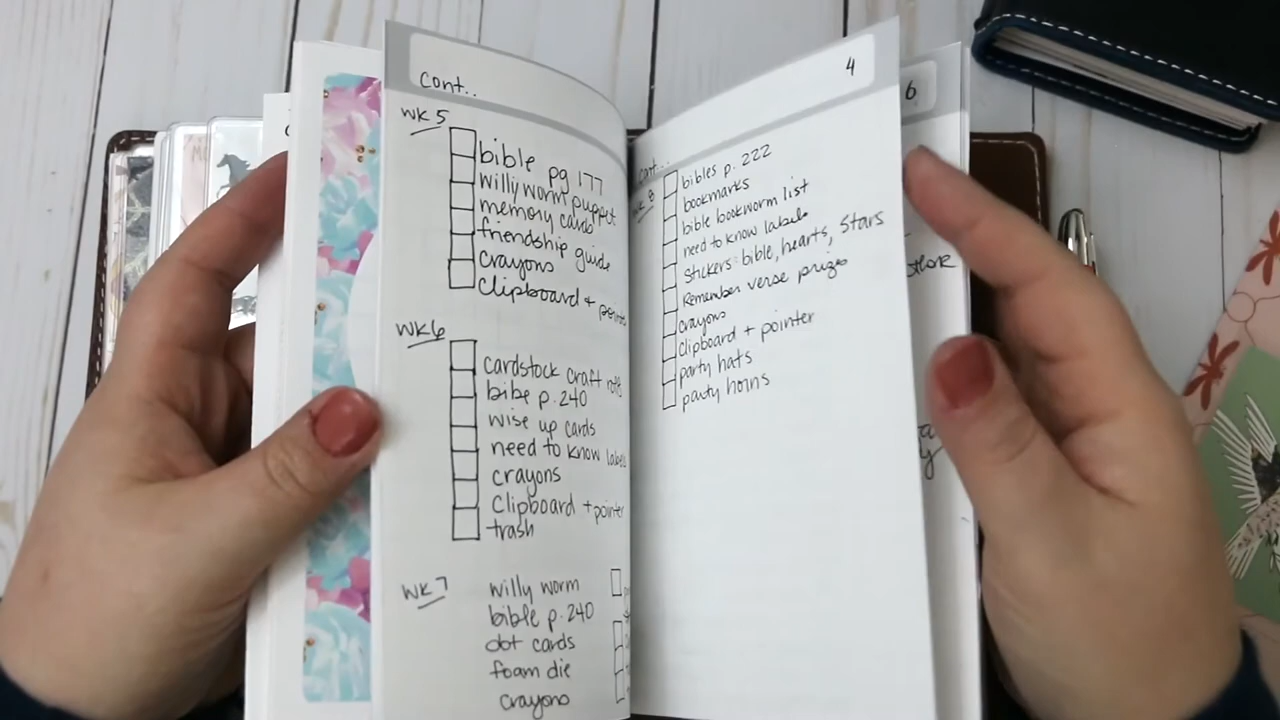 cont..
WK 5
bible pg 177
willy worm puppet
memory cards
friendship guide
crayons
clipboard +
WK6
cardstock craft
bibe p. 240
wise up cards
need to know labels
crayons
Clipboard + pointer
trash
WK 7
willy worm
bible p. 240
dot cards
foam die
crayons
4
cont...
wk 8
bibles p. 222
bookmarks
bible bookworm list
need to know labels
stickers: bible, hearts, stars
Remember verse prizes
crayons
clipboard + pointer
party hats
party horns
6